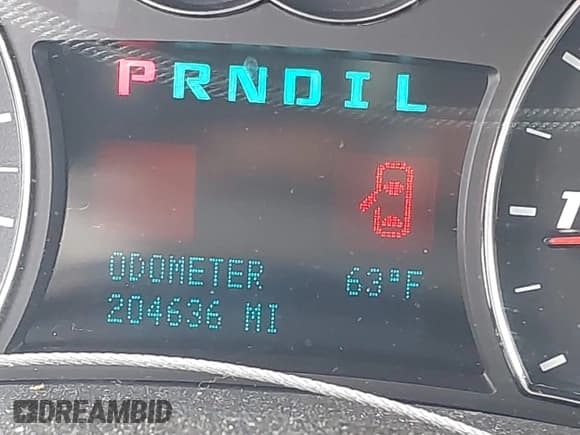 PRNDIL
ODOMETER 63°F
204636 MI
DREAMBID